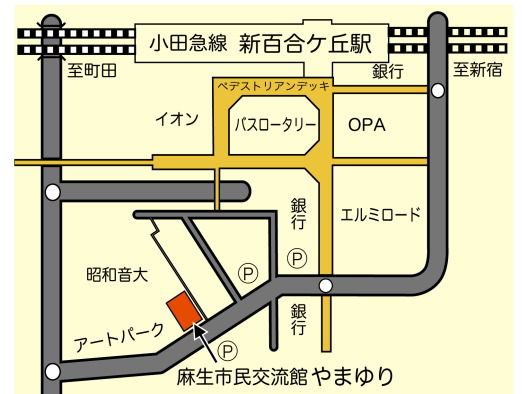 小田急線 新百合ケ丘駅
至町田
銀行
至新宿
ペデストリアンデッキ
イオン
バスロータリー
OPA
銀行
エルミロード
昭和音大
P
P
銀行
アートパーク
P
麻生市民交流館 やまゆり